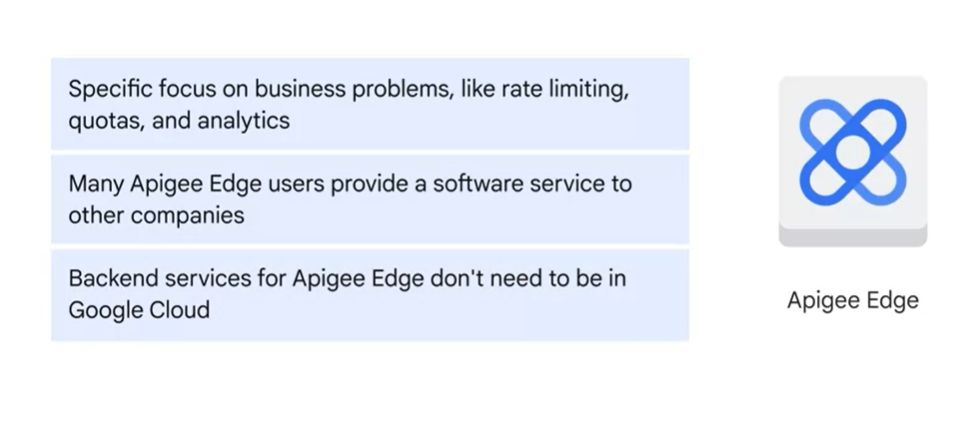 Specific focus on business problems, like rate limiting,
quotas, and analytics
Many Apigee Edge users provide a software service to
other companies
Backend services for Apigee Edge don't need to be in
Google Cloud
Apigee Edge